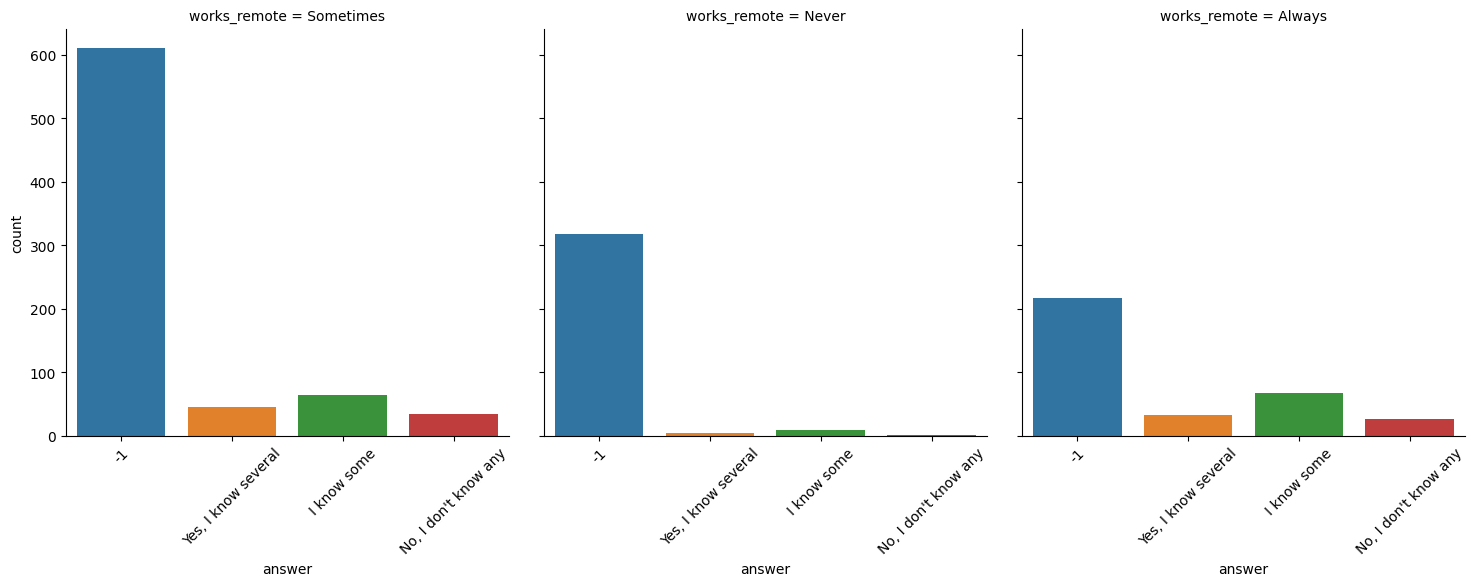 works_remote = Sometimes
works_remote = Never
works_remote = Always
count
600
500
400
300
200
100
0
-1
Yes, I know several
I know some
No, I don't know any
-1
Yes, I know several
I know some
No, I don't know any
-1
Yes, I know several
I know some
No, I don't know any
answer
answer
answer